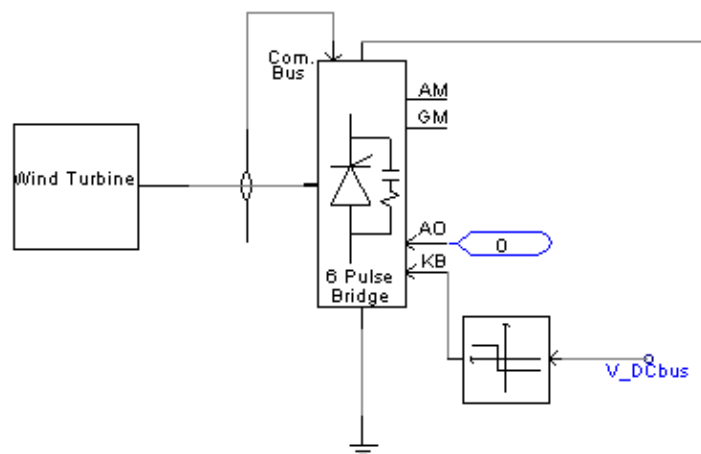 Com.
Bus
AM
GM
Wind Turbine
AO
0
KB
6 Pulse
Bridge
V_DCbus